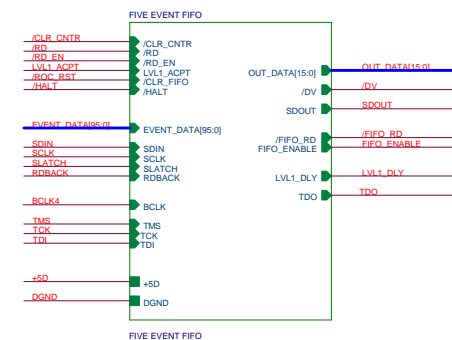 FIVE EVENT FIFO
/CLR_CNTR
/RD
/RD_EN
LVL1_ACPT
/ROC_RST
/HALT
EVENT_DATA[95:0]
SDIN
SCLK
SLATCH
RDBACK
BCLK4
TMS
TCK
TDI
+5D
DGND
/CLR_CNTR
/RD
/RD_EN
LVL1_ACPT
/CLR_FIFO
/HALT
EVENT_DATA[95:0]
SDIN
SCLK
SLATCH
RDBACK
BCLK
TMS
TCK
TDI
+5D
DGND
OUT_DATA[15:0]
/DV
SDOUT
/FIFO_RD
FIFO_ENABLE
LVL1_DLY
TDO
OUT_DATA[15:0]
/DV
SDOUT
/FIFO_RD
FIFO_ENABLE
LVL1_DLY
TDO
FIVE EVENT FIFO